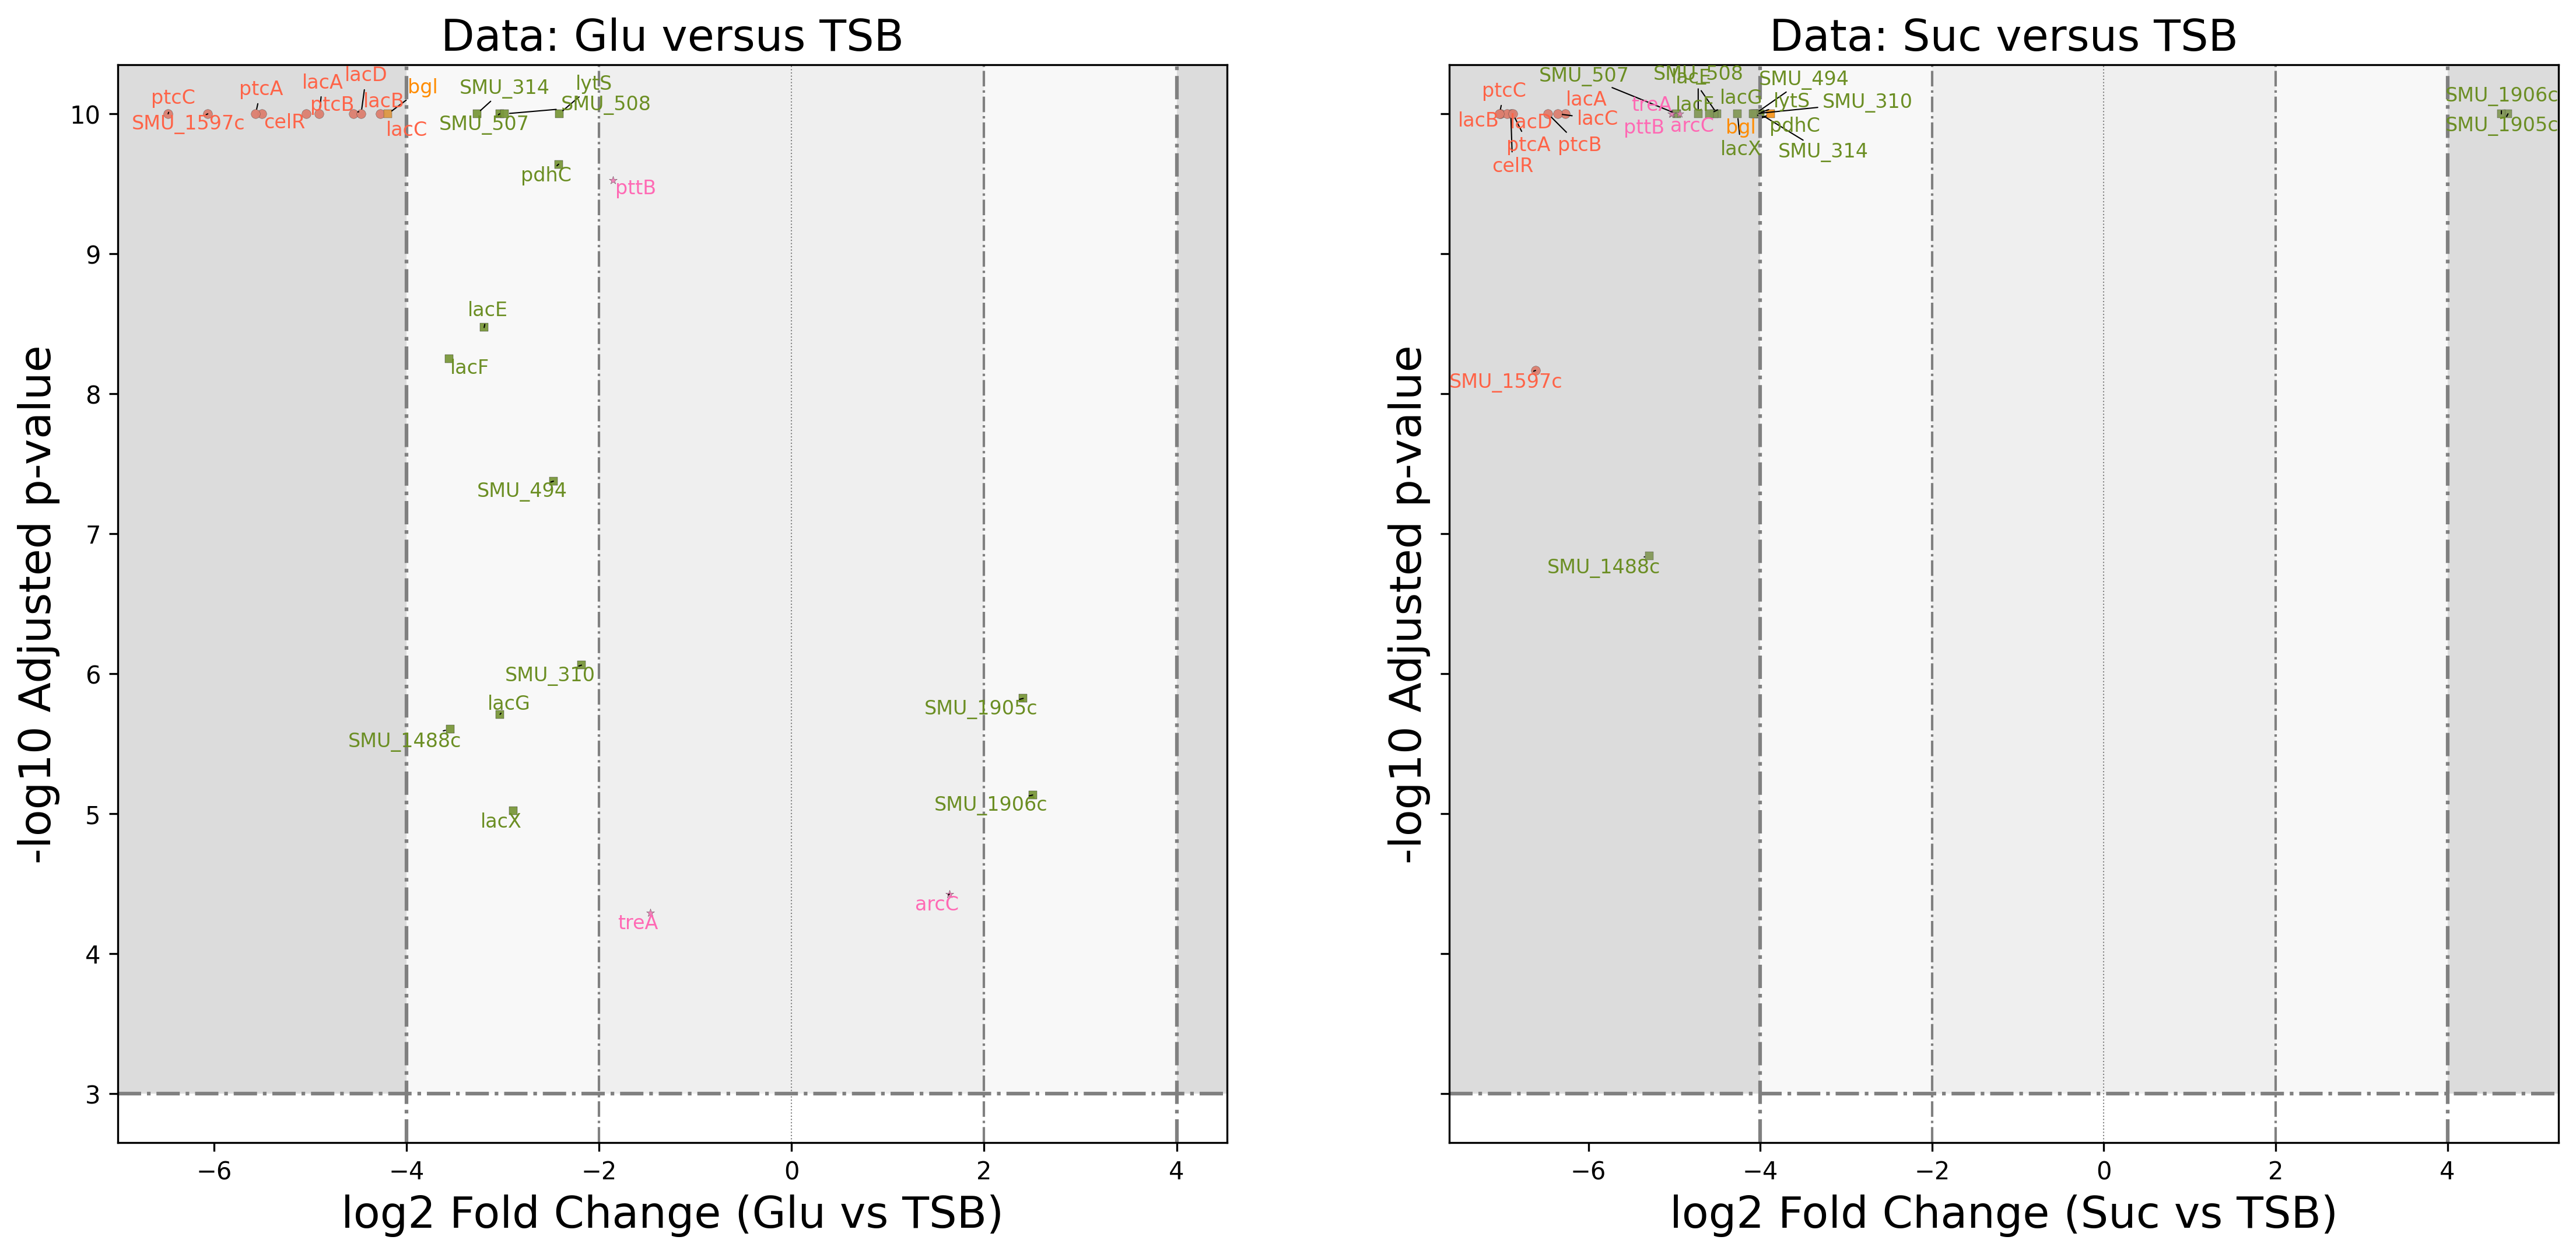 Data: Glu versus TSB
ptcC
SMU_1597c
ptcA
celR
lacA
ptcB
lacD
lacB
lacC
bgl
SMU_314
SMU_507
lytS
SMU_508
pdhC
pttB
lacE
lacF
SMU_494
SMU_310
lacG
SMU_1488c
lacX
SMU_1905c
SMU_1906c
arcC
treA
10
9
8
7
6
5
4
3
−6
−4
−2
0
2
4
-log10 Adjusted p-value
log2 Fold Change (Glu vs TSB)
Data: Suc versus TSB
SMU_507
SMU_508
lacE
SMU_494
ptcC
lacA
treA
lacF
lacG
lytS
SMU_310
SMU_1906c
lacB
lacD
lacC
pttB
arcC
bgl
pdhC
SMU_1905c
ptcA
ptcB
lacX
SMU_314
celR
SMU_1597c
SMU_1488c
−6
−4
−2
0
2
4
-log10 Adjusted p-value
log2 Fold Change (Suc vs TSB)